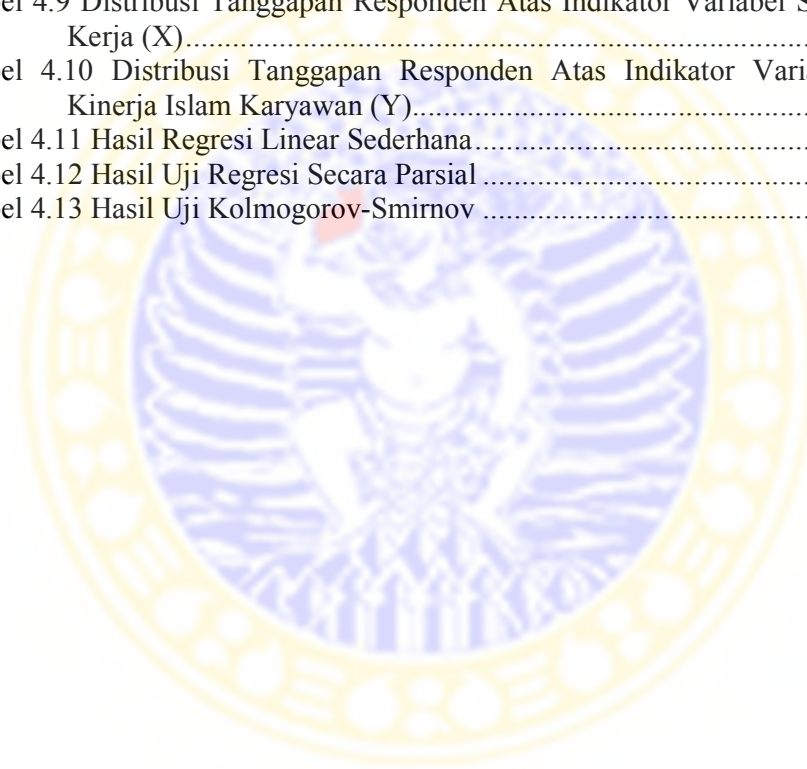 el 4.9 Distribusi Tanggapan Responden Atas Indikator Variabel S
Kerja (X)................................................................................
el 4.10 Distribusi Tanggapan Responden Atas Indikator Vari
Kinerja Islam Karyawan (Y)..................................................
el 4.11 Hasil Regresi Linear Sederhana..........................................
el 4.12 Hasil Uji Regresi Secara Parsial .........................................
el 4.13 Hasil Uji Kolmogorov-Smirnov .........................................